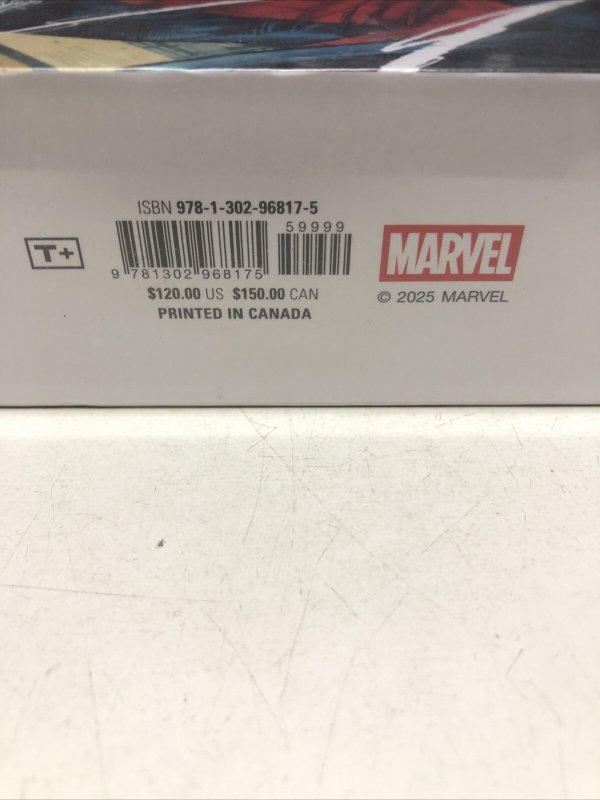 ISBN 978-1-302-96817-5
59999
T+
9 781302 968175
$120.00 US $150.00 CAN
PRINTED IN CANADA
MARVEL
© 2025 MARVEL